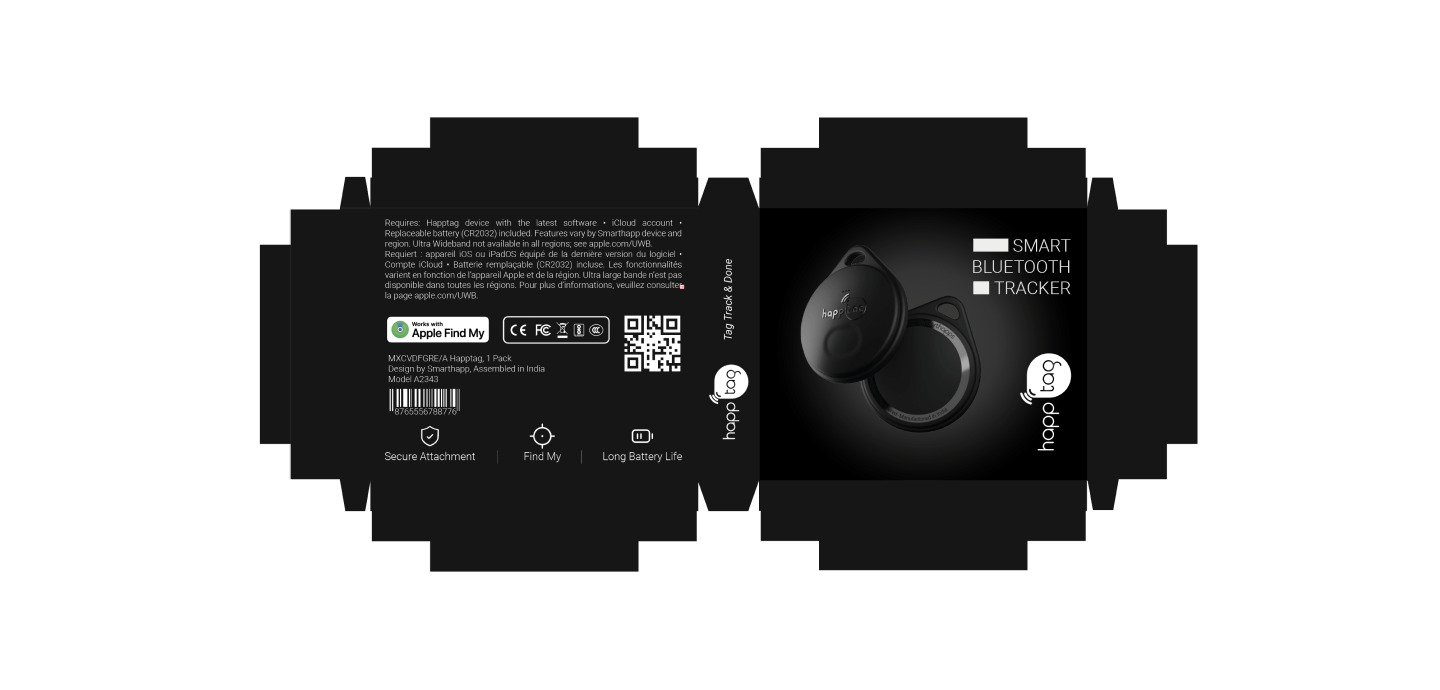 Requires: Happtag device with the latest software • iCloud account •
Replaceable battery (CR2032) included. Features vary by Smarthapp device and
region. Ultra Wideband not available in all regions; see apple.com/UWB.
Requiert : appareil iOS ou iPadOS équipé de la dernière version du logiciel •
Compte iCloud • Batterie remplaçable (CR2032) incluse. Les fonctionnalités
varient en fonction de l'appareil Apple et de la région. Ultra large bande n'est pas
disponible dans toutes les régions. Pour plus d'informations, veuillez consulter
la page apple.com/UWB.
Works with
Apple Find My
CE FC CCC
MXCVDFGRE/A Happtag, 1 Pack
Design by Smarthapp, Assembled in India
Model A2343
8765556788776
Secure Attachment
Find My
Long Battery Life
Tag Track & Done
happ tag
SMART
BLUETOOTH
TRACKER
happ tag
happ tag